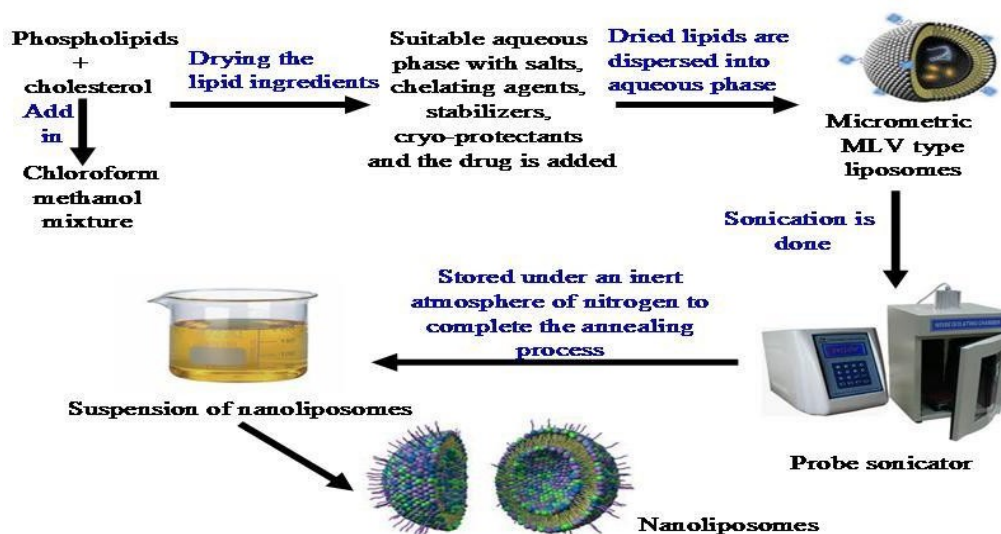 Phospholipids
+
cholesterol
Add
in
Chloroform
methanol
mixture
Drying the
lipid ingredients
Suitable aqueous
phase with salts,
chelating agents,
stabilizers,
cryo-protectants
and the drug is added
Dried lipids are
dispersed into
aqueous phase
Micrometric
MLV type
liposomes
Sonication is
done
Probe sonicator
Stored under an inert
atmosphere of nitrogen to
complete the annealing
process
Suspension of nanoliposomes
Nanoliposomes